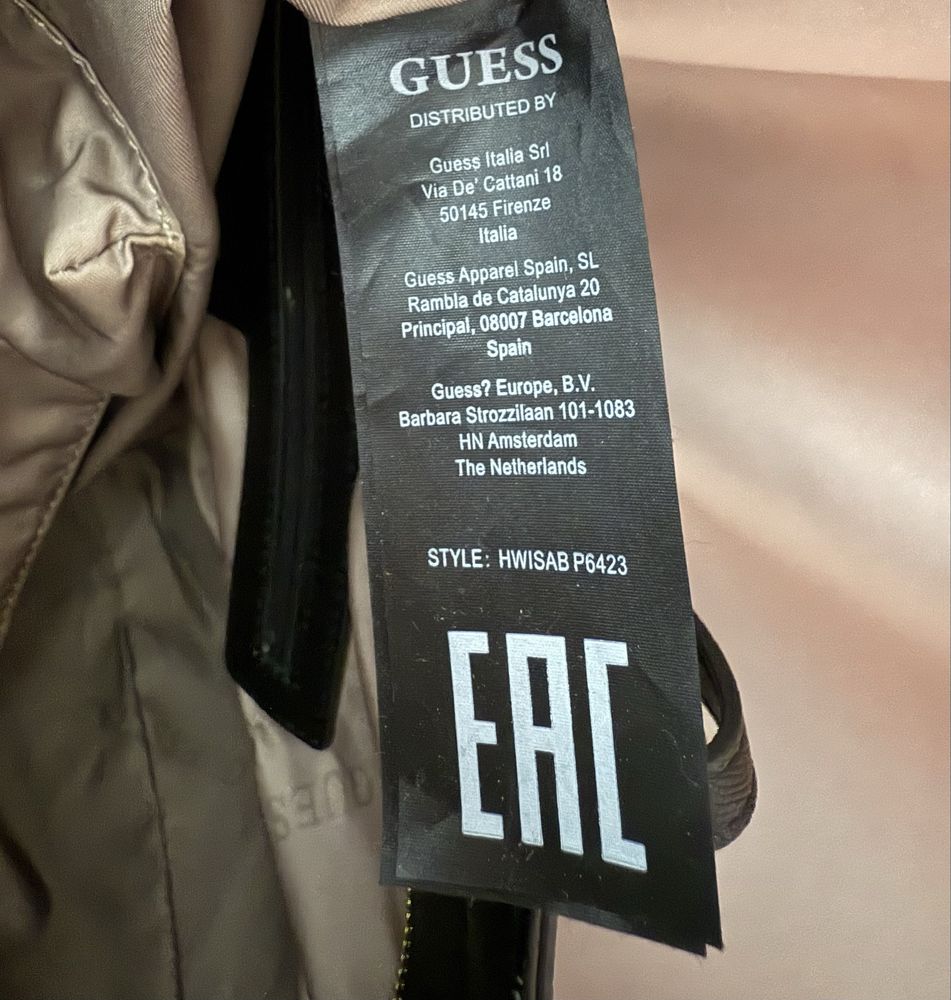 GUESS
DISTRIBUTED BY
Guess Italia Srl
Via De' Cattani 18
50145 Firenze
Italia
Guess Apparel Spain, SL
Rambla de Catalunya 20
Principal, 08007 Barcelona
Spain
Guess? Europe, B.V.
Barbara Strozzilaan 101-1083
HN Amsterdam
The Netherlands
STYLE: HWISAB P6423
EAC
GUESS